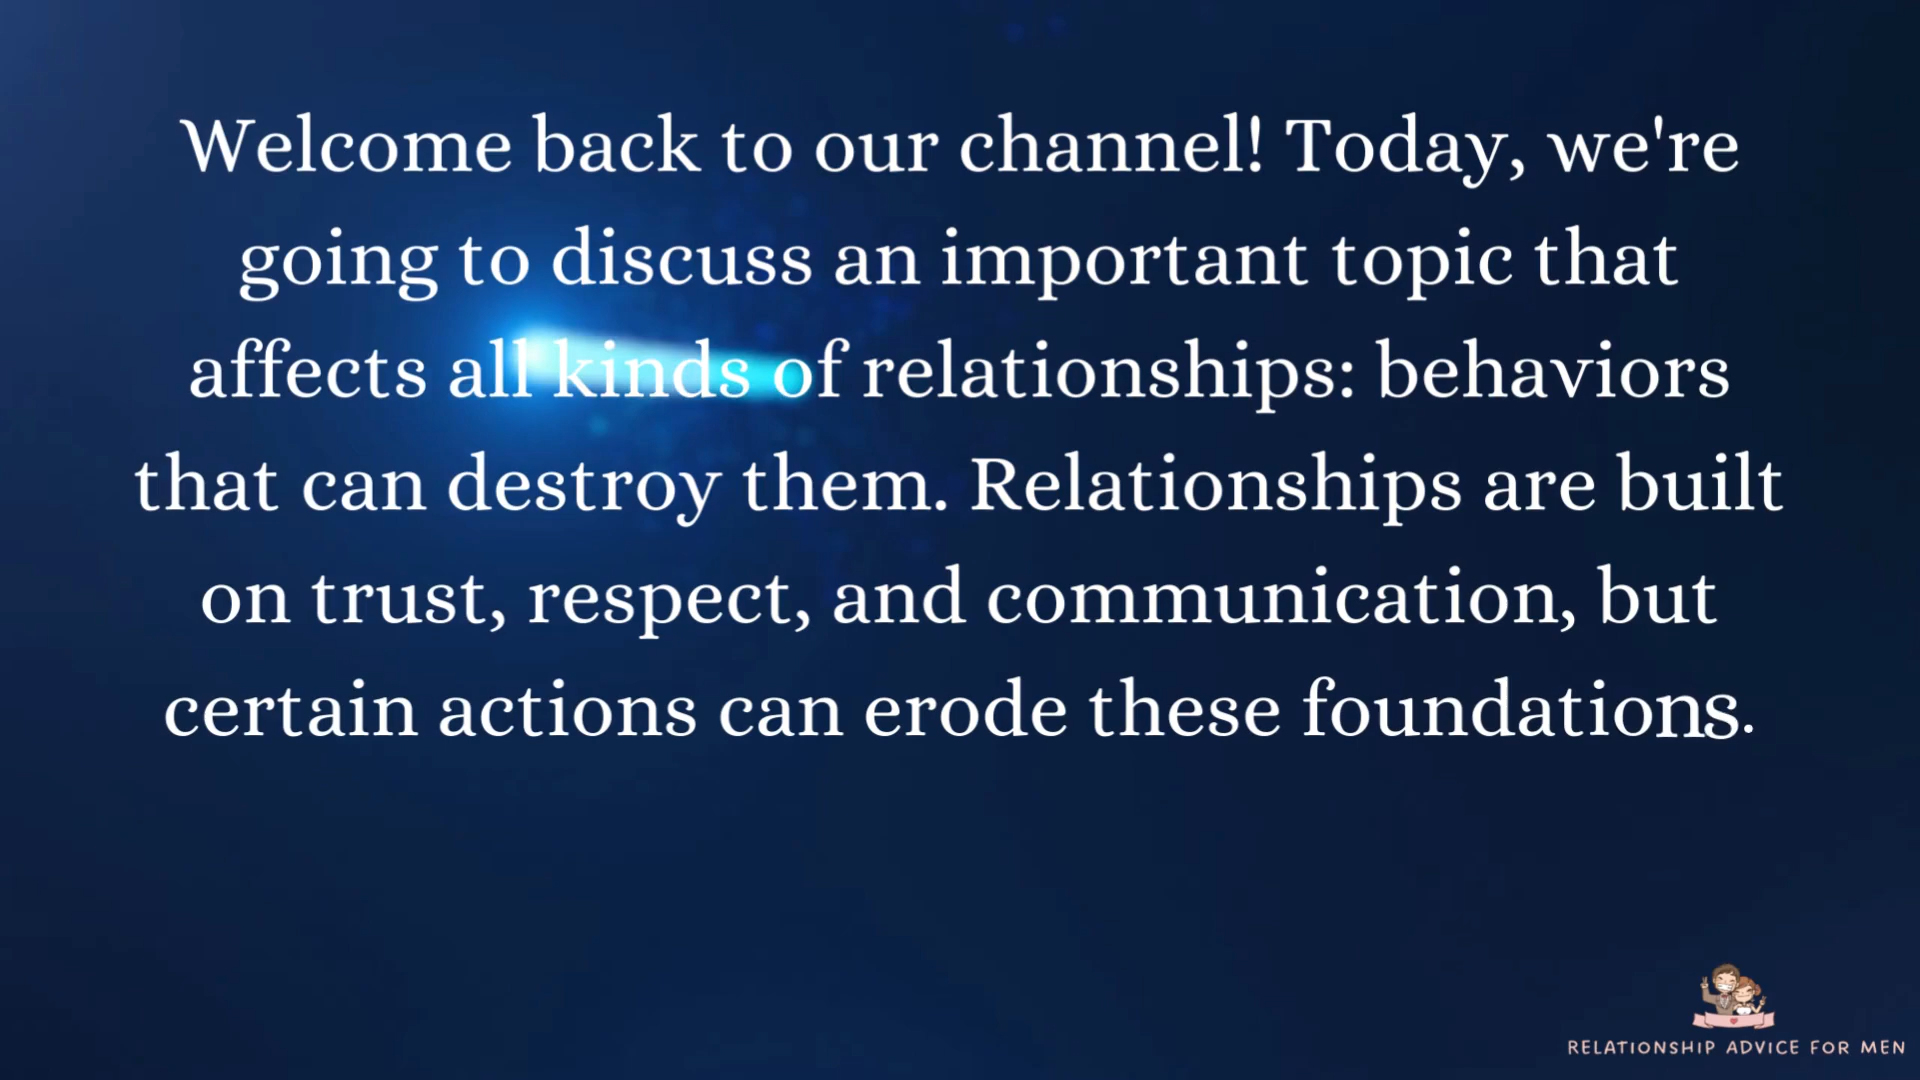 Welcome back to our channel! Today, we're
going to discuss an important topic that
affects all kinds of relationships: behaviors
that can destroy them. Relationships are built
on trust, respect, and communication, but
certain actions can erode these foundations.
RELATIONSHIP ADVICE FOR MEN